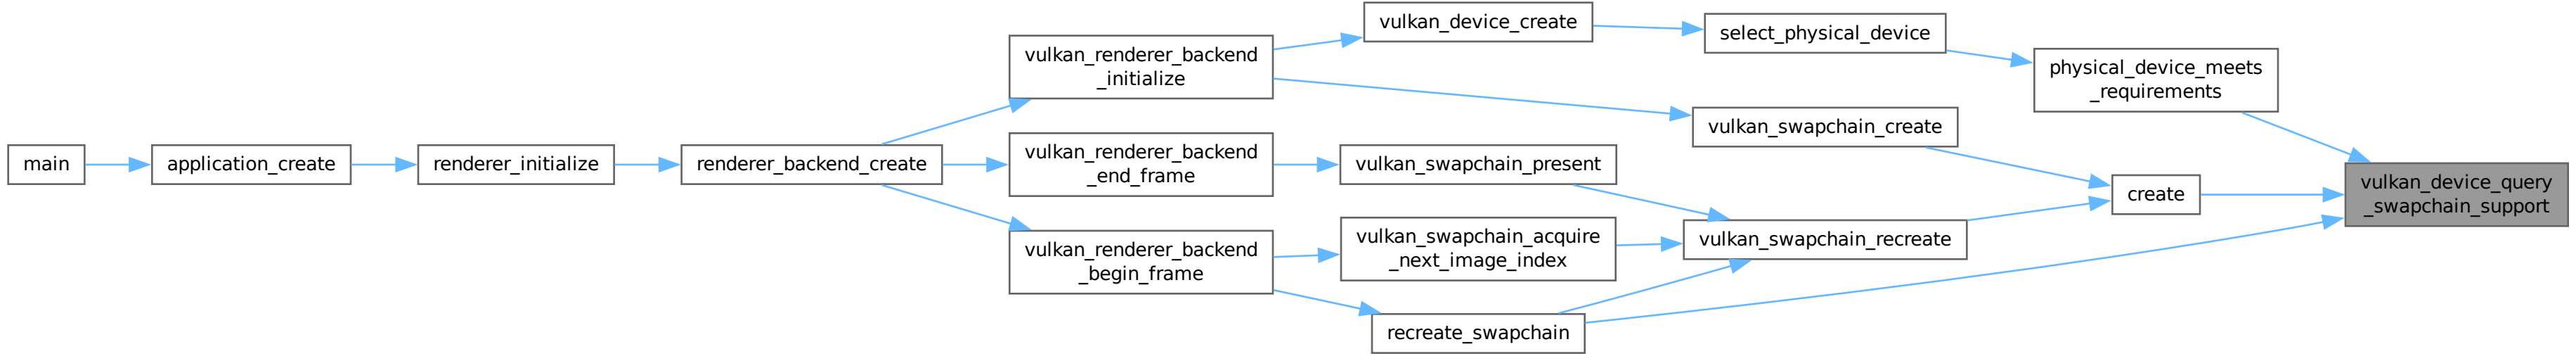 main
application_create
renderer_initialize
renderer_backend_create
vulkan_renderer_backend
_initialize
vulkan_renderer_backend
_end_frame
vulkan_renderer_backend
_begin_frame
vulkan_device_create
vulkan_swapchain_present
vulkan_swapchain_acquire
_next_image_index
recreate_swapchain
select_physical_device
vulkan_swapchain_create
vulkan_swapchain_recreate
physical_device_meets
_requirements
create
vulkan_device_query
_swapchain_support